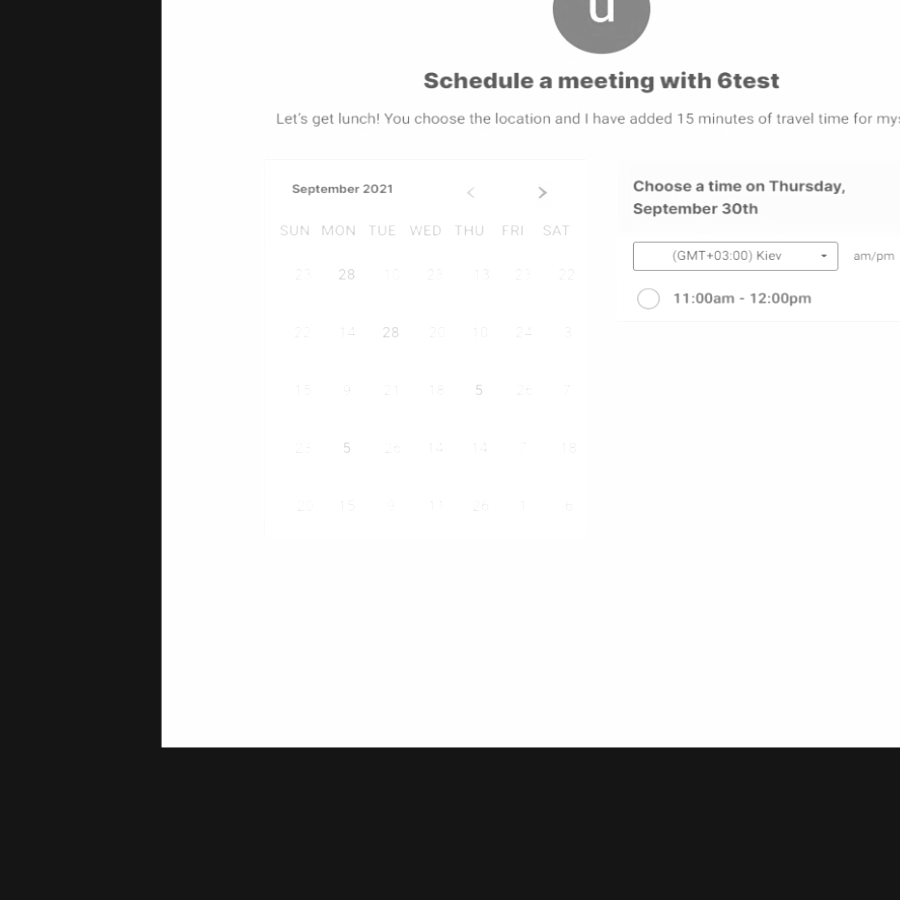 u
Schedule a meeting with 6test
Let's get lunch! You choose the location and I have added 15 minutes of travel time for my
September 2021 < >
SUN MON TUE WED THU FRI SAT
28 10 23 13 23 22
22 14 28 20 10 24 3
15 9 21 18 5 26 7
5 26 14 14 7 18
20 15 9 11 26 1 6
Choose a time on Thursday,
September 30th
(GMT+03:00) Kiev am/pm
11:00am - 12:00pm